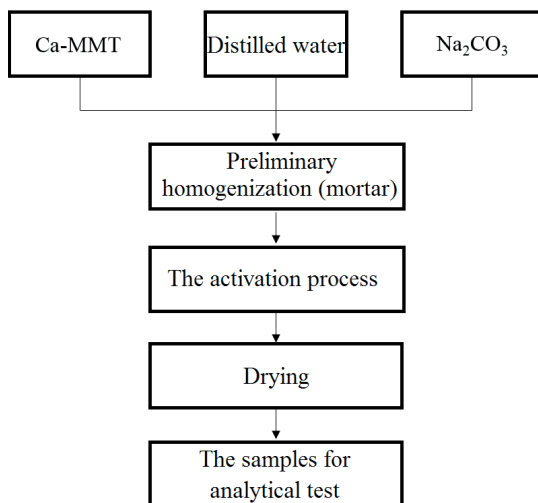 Ca-MMT
Distilled water
Na₂CO₃
Preliminary
homogenization (mortar)
The activation process
Drying
The samples for
analytical test